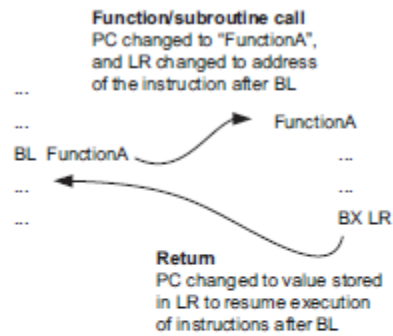 Function/subroutine call
PC changed to "FunctionA",
and LR changed to address
of the instruction after BL
...
...
FunctionA
BL FunctionA
...
...
...
...
BX LR
Return
PC changed to value stored
in LR to resume execution
of instructions after BL